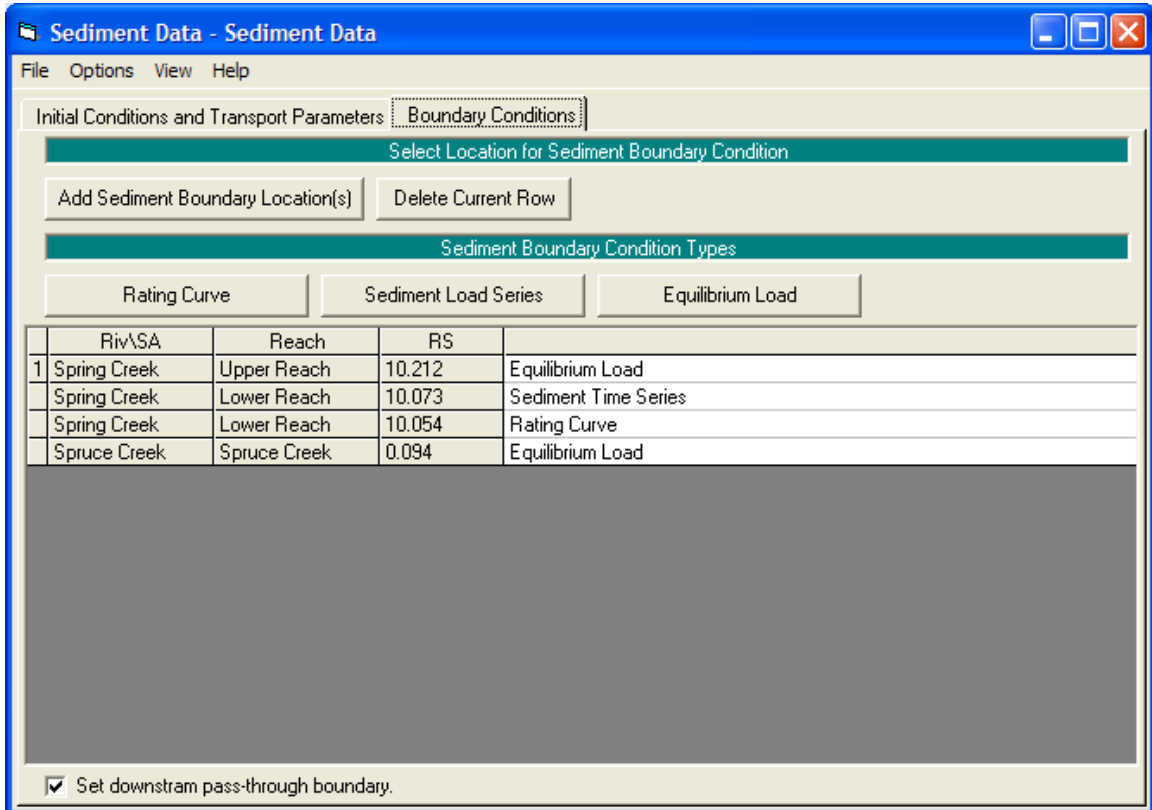 Sediment Data - Sediment Data
File Options View Help
Initial Conditions and Transport Parameters Boundary Conditions
Select Location for Sediment Boundary Condition
Add Sediment Boundary Location(s) Delete Current Row
Sediment Boundary Condition Types
Rating Curve Sediment Load Series Equilibrium Load
Riv\SA Reach RS
1 Spring Creek Upper Reach 10.212 Equilibrium Load
Spring Creek Lower Reach 10.073 Sediment Time Series
Spring Creek Lower Reach 10.054 Rating Curve
Spruce Creek Spruce Creek 0.094 Equilibrium Load
Set downstram pass-through boundary.